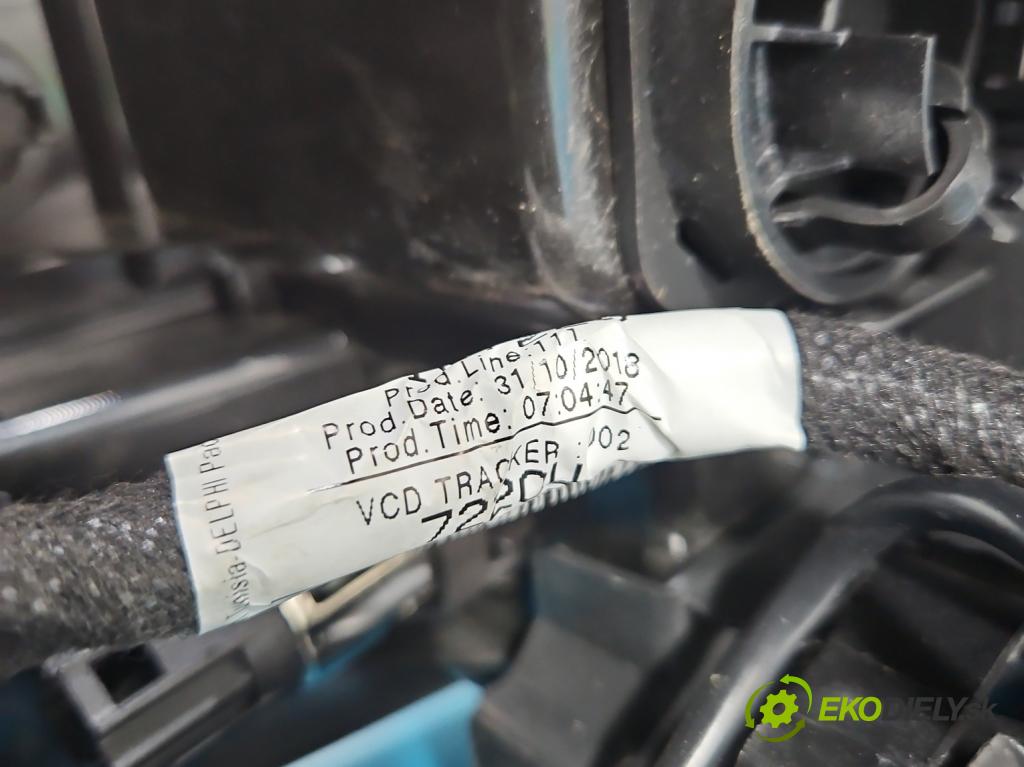 Prod.Line:111
Prod.Date: 31/10/2018
Prod.Time: 07:04:47
VCD TRACKER :002
Tunisia:DELPHI
EKODIELY.sk